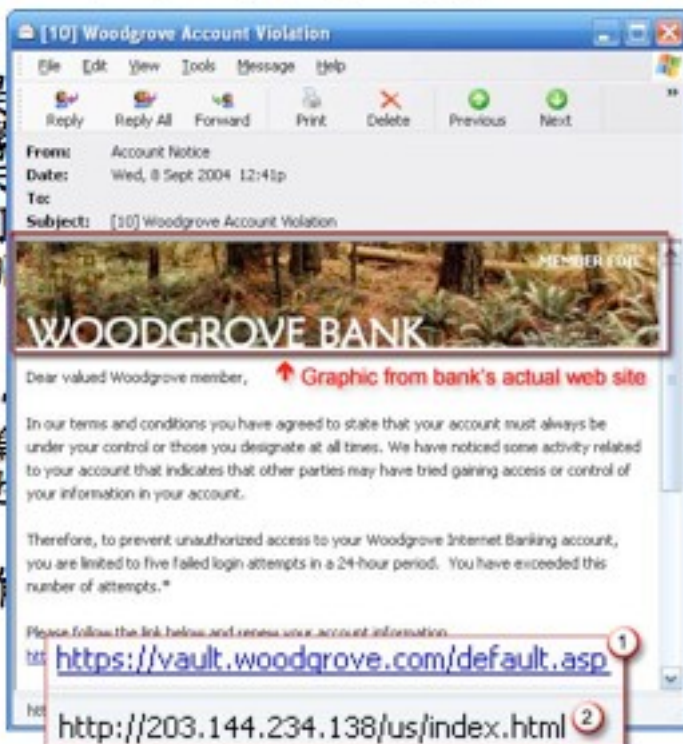 [10] Woodgrove Account Violation
File Edit View Tools Message Help
Reply Reply All Forward Print Delete Previous Next
From: Account Notice
Date: Wed, 8 Sept 2004 12:41p
To:
Subject: [10] Woodgrove Account Violation
WOODGROVE BANK
Dear valued Woodgrove member,
Graphic from bank's actual web site
In our terms and conditions you have agreed to state that your account must always be
under your control or those you designate at all times. We have noticed some activity related
to your account that indicates that other parties may have tried gaining access or control of
your information in your account.
Therefore, to prevent unauthorized access to your Woodgrove Internet Banking account,
you are limited to five failed login attempts in a 24-hour period. You have exceeded this
number of attempts.*
Please follow the link below and renew your account information
https://vault.woodgrove.com/default.asp 1
http://203.144.234.138/us/index.html 2